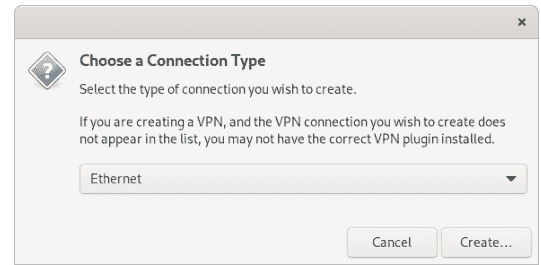 Choose a Connection Type
Select the type of connection you wish to create.
If you are creating a VPN, and the VPN connection you wish to create does
not appear in the list, you may not have the correct VPN plugin installed.
Ethernet
Cancel
Create...